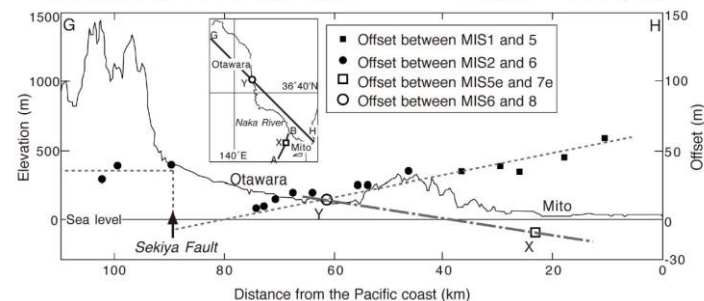 G
H
1500
1000
500
0
Elevation (m)
150
100
50
0
-30
Offset (m)
G
Otawara
Y
36°40'N
Naka River
B
X
H
Mito
140°E
A
Offset between MIS1 and 5
Offset between MIS2 and 6
Offset between MIS5e and 7e
Offset between MIS6 and 8
Otawara
Mito
Sea level
Y
X
Sekiya Fault
100
80
60
40
20
0
Distance from the Pacific coast (km)